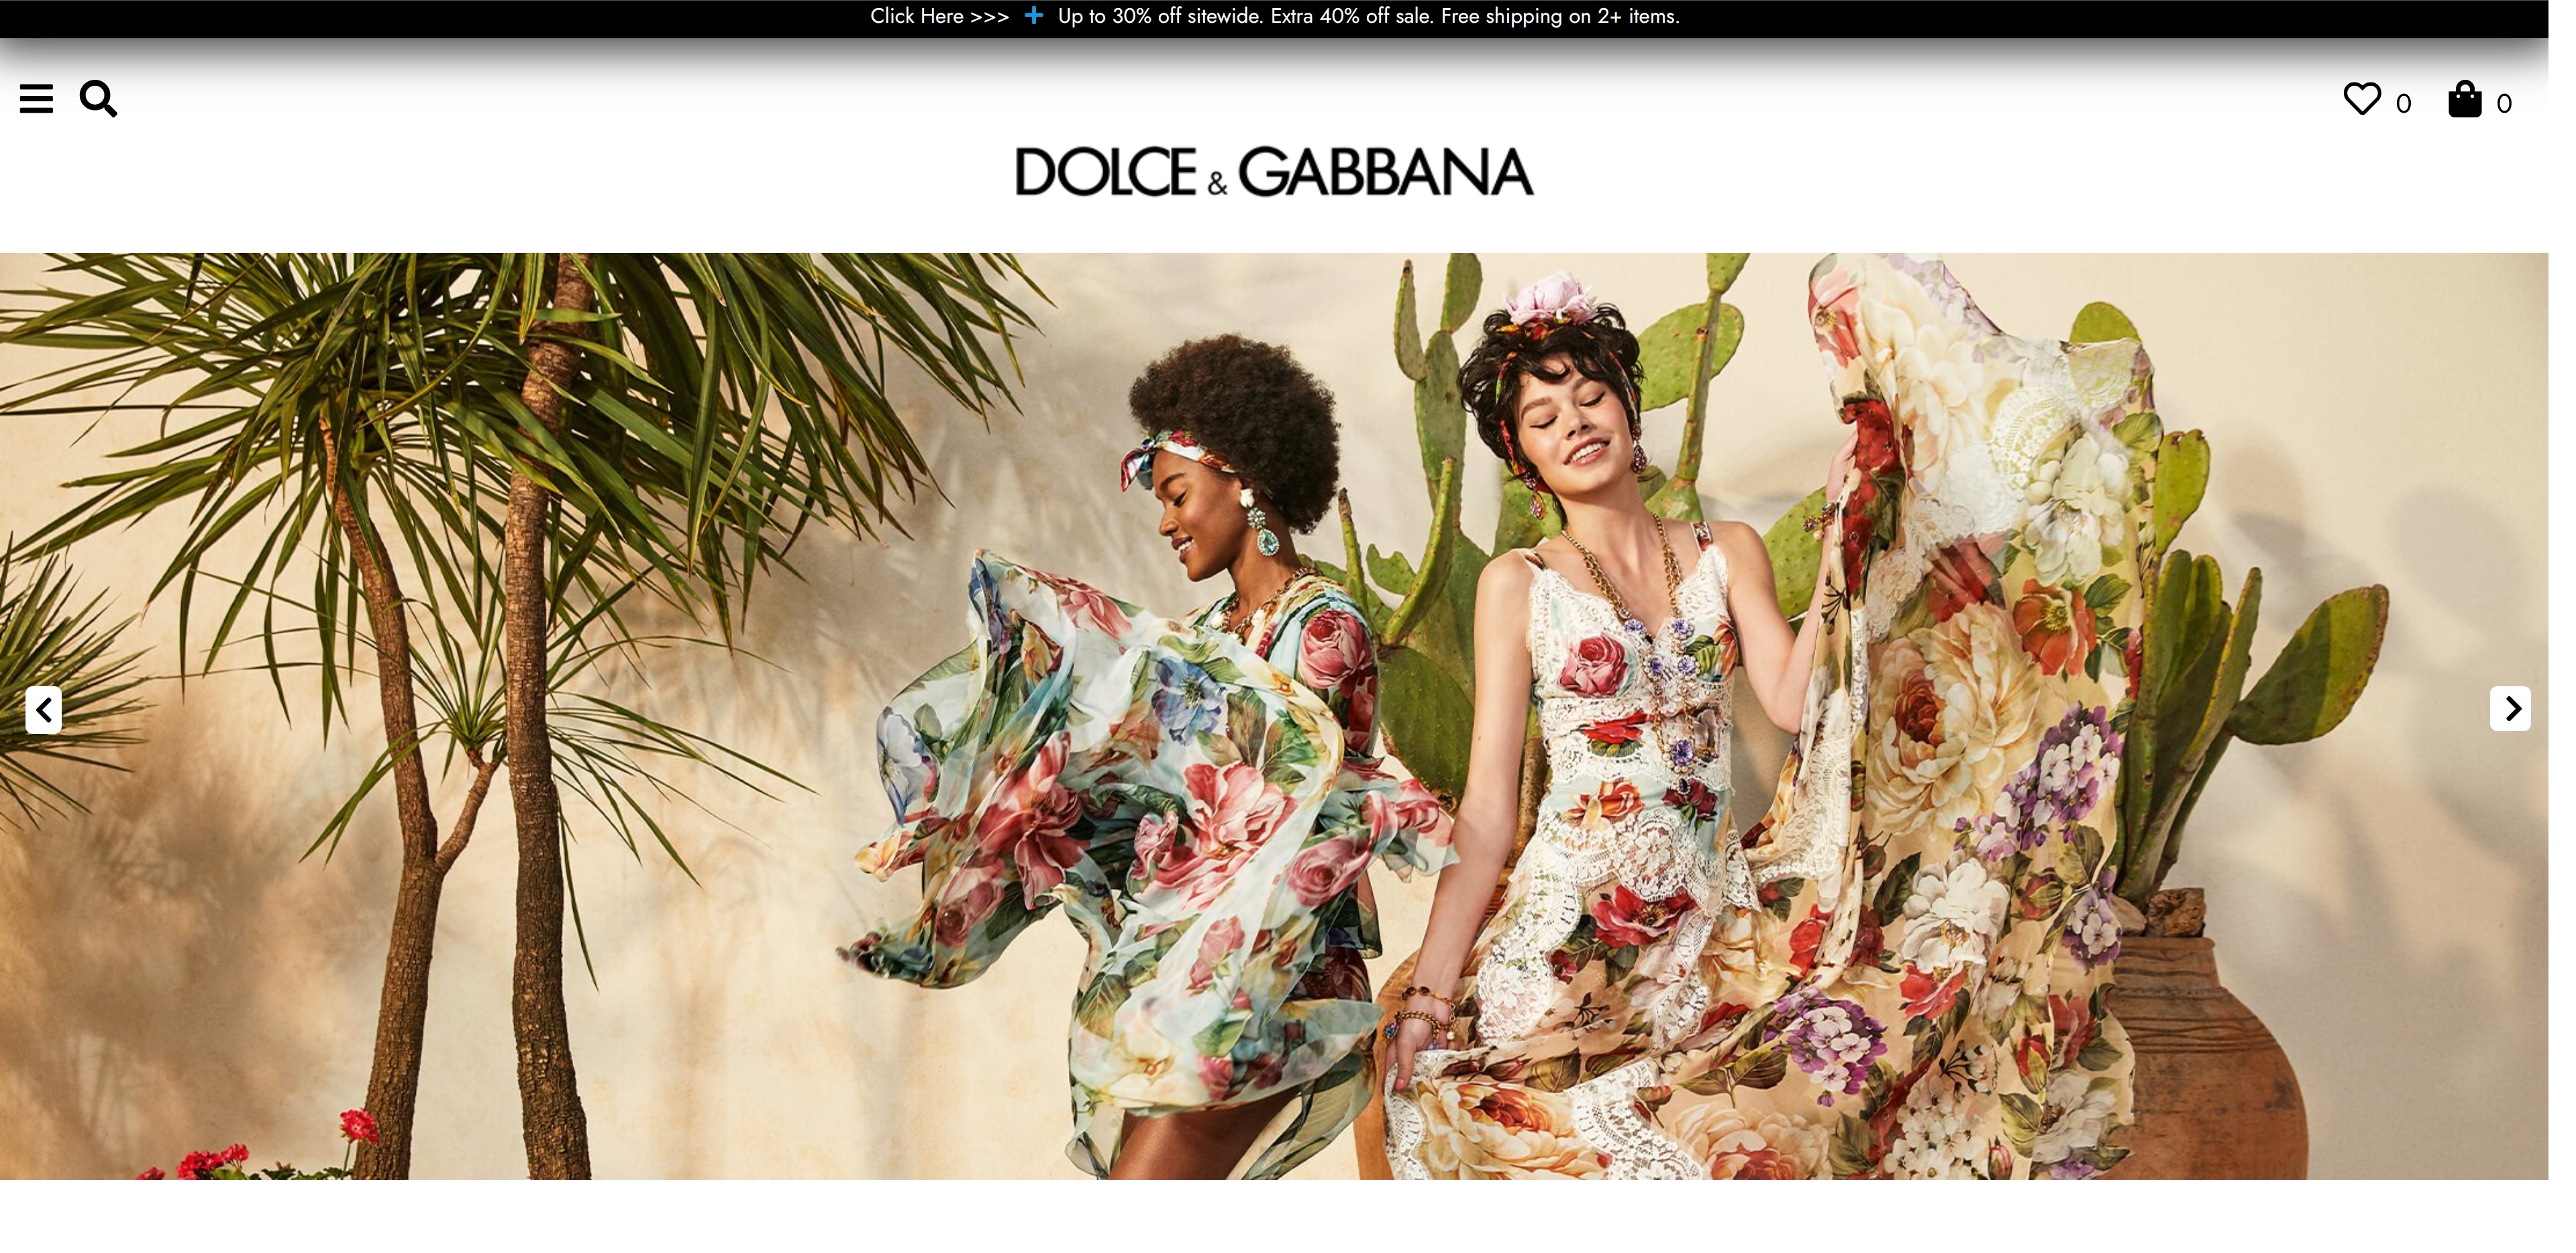 Click Here >>> ➕ Up to 30% off sitewide. Extra 40% off sale. Free shipping on 2+ items.
0
0
DOLCE & GABBANA